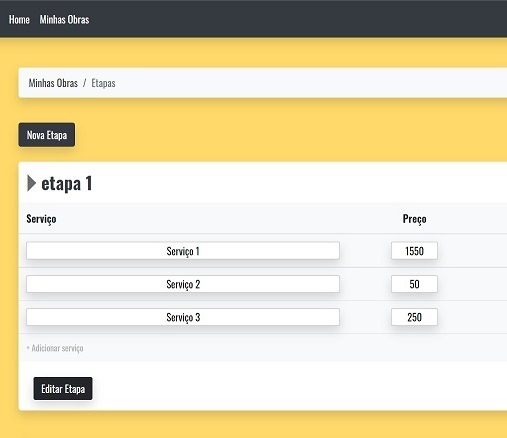 Home Minhas Obras
Minhas Obras / Etapas
Nova Etapa
etapa 1
Serviço Preço
Serviço 1 1550
Serviço 2 50
Serviço 3 250
+ Adicionar serviço
Editar Etapa